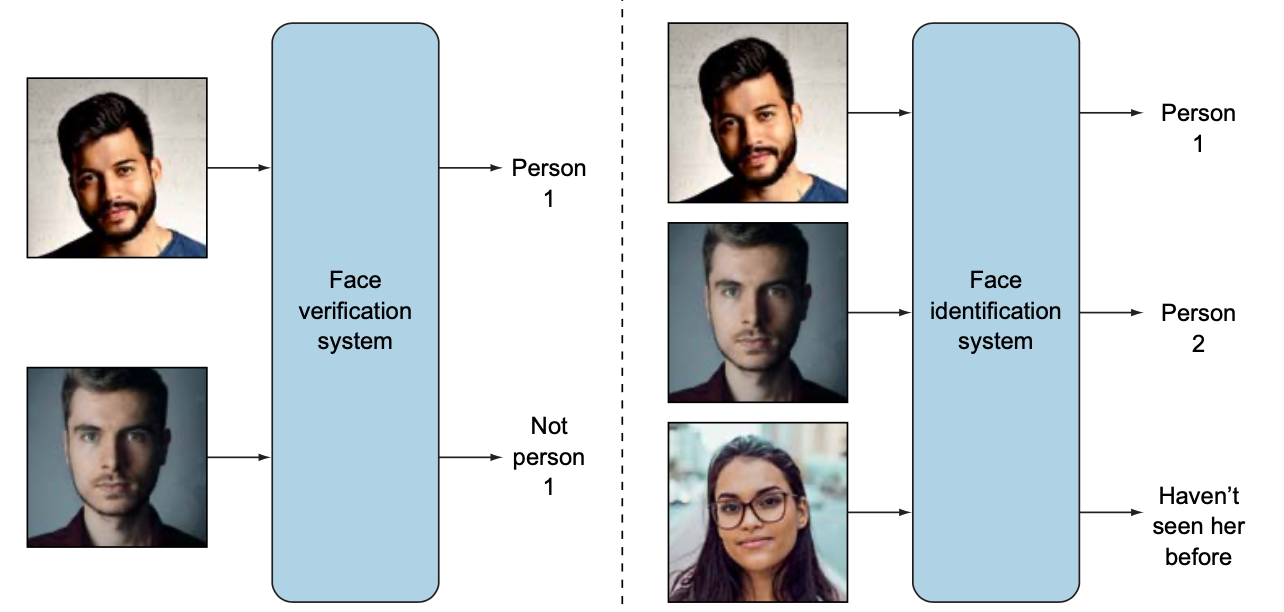 Face
verification
system
Person
1
Not
person
1
Face
identification
system
Person
1
Person
2
Haven’t
seen her
before